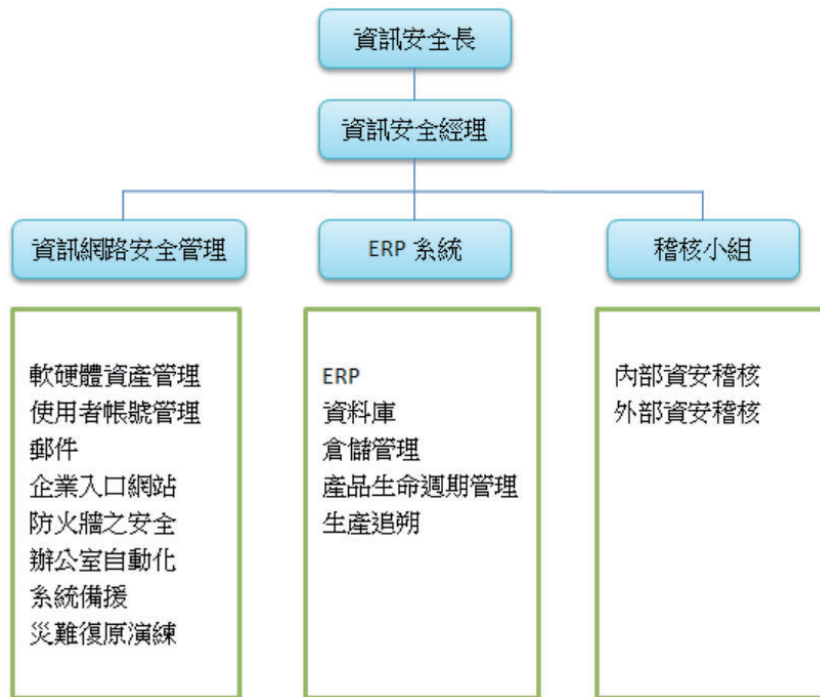 資訊安全長
資訊安全經理
資訊網路安全管理
ERP 系統
稽核小組
軟硬體資產管理
使用者帳號管理
郵件
企業入口網站
防火牆之安全
辦公室自動化
系統備援
災難復原演練
ERP
資料庫
倉儲管理
產品生命週期管理
生產追朔
內部資安稽核
外部資安稽核